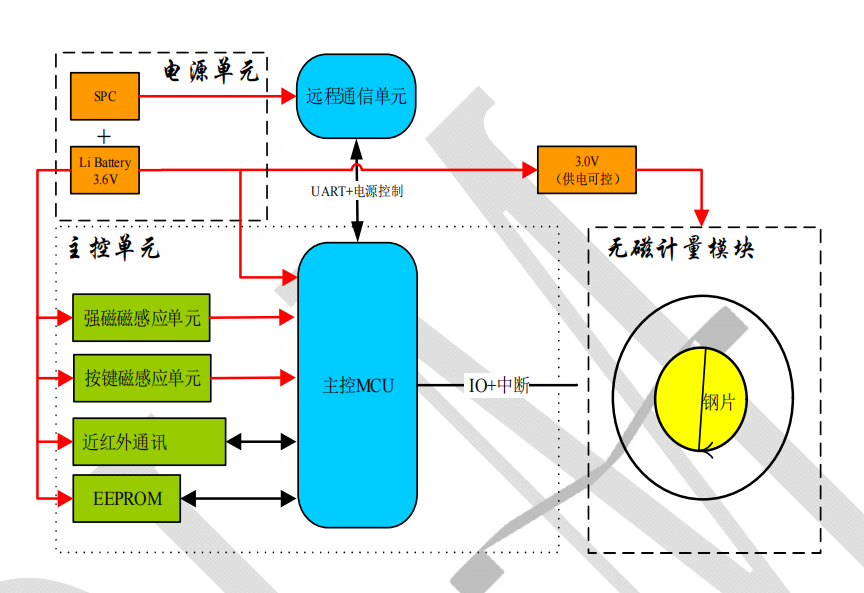 电源单元
SPC
+
Li Battery
3.6V
远程通信单元
UART+电源控制
3.0V
（供电可控）
主控单元
强磁磁感应单元
按键磁感应单元
近红外通讯
EEPROM
主控MCU
IO+中断
无磁计量模块
钢片